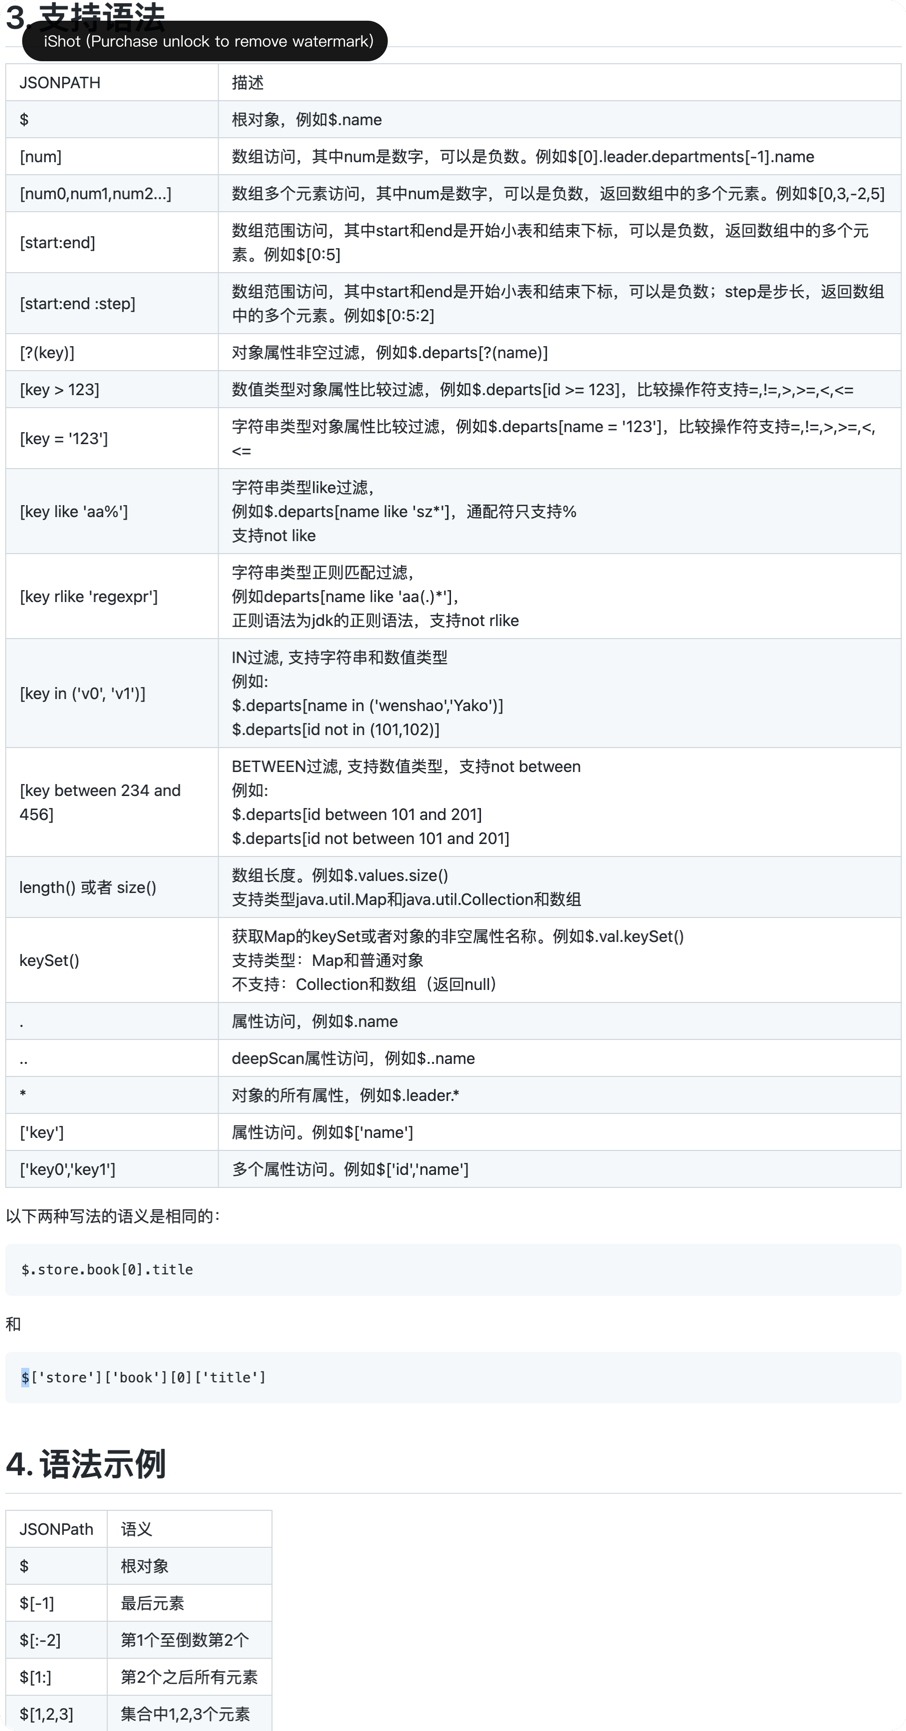 3. 支持语法
iShot (Purchase unlock to remove watermark)
JSONPATH 描述
$ 根对象，例如$.name
[num] 数组访问，其中num是数字，可以是负数。例如$[0].leader.departments[-1].name
[num0,num1,num2...] 数组多个元素访问，其中num是数字，可以是负数，返回数组中的多个元素。例如$[0,3,-2,5]
[start:end] 数组范围访问，其中start和end是开始小表和结束下标，可以是负数，返回数组中的多个元
素。例如$[0:5]
[start:end :step] 数组范围访问，其中start和end是开始小表和结束下标，可以是负数；step是步长，返回数组
中的多个元素。例如$[0:5:2]
[?(key)] 对象属性非空过滤，例如$.departs[?(name)]
[key > 123] 数值类型对象属性比较过滤，例如$.departs[id >= 123]，比较操作符支持=,!=,>,>=,<,<=
[key = '123'] 字符串类型对象属性比较过滤，例如$.departs[name = '123']，比较操作符支持=,!=,>,>=,<,
<=
[key like 'aa%'] 字符串类型like过滤，
例如$.departs[name like 'sz*']，通配符只支持%
支持not like
[key rlike 'regexpr'] 字符串类型正则匹配过滤，
例如departs[name like 'aa(.)*']，
正则语法为jdk的正则语法，支持not rlike
[key in ('v0', 'v1')] IN过滤, 支持字符串和数值类型
例如:
$.departs[name in ('wenshao','Yako')]
$.departs[id not in (101,102)]
[key between 234 and
456] BETWEEN过滤, 支持数值类型，支持not between
例如:
$.departs[id between 101 and 201]
$.departs[id not between 101 and 201]
length() 或者 size() 数组长度。例如$.values.size()
支持类型java.util.Map和java.util.Collection和数组
keySet() 获取Map的keySet或者对象的非空属性名称。例如$.val.keySet()
支持类型：Map和普通对象
不支持：Collection和数组（返回null）
. 属性访问，例如$.name
.. deepScan属性访问，例如$..name
* 对象的所有属性，例如$.leader.*
['key'] 属性访问。例如$['name']
['key0','key1'] 多个属性访问。例如$['id','name']
以下两种写法的语义是相同的：
$.store.book[0].title
和
$['store']['book'][0]['title']
4. 语法示例
JSONPath 语义
$ 根对象
$[-1] 最后元素
$[:-2] 第1个至倒数第2个
$[1:] 第2个之后所有元素
$[1,2,3] 集合中1,2,3个元素